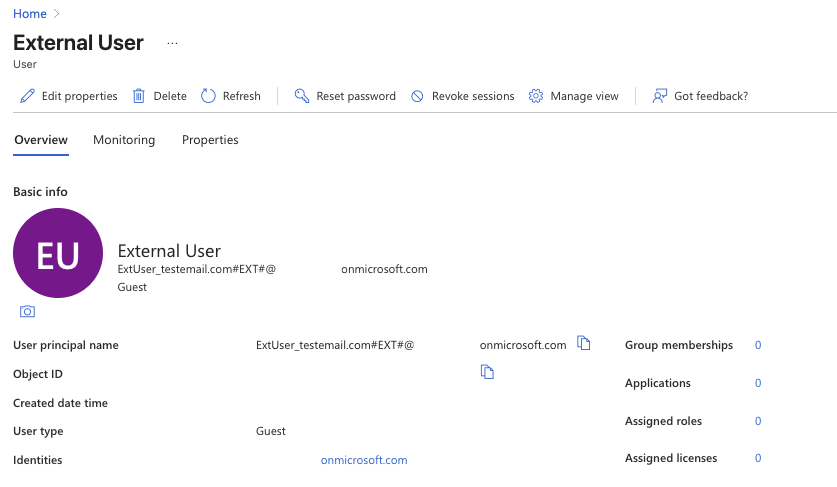 Home
External User ...
User
Edit properties Delete Refresh Reset password Revoke sessions Manage view Got feedback?
Overview Monitoring Properties
Basic info
EU
External User
ExtUser_testemail.com#EXT#@ onmicrosoft.com
Guest
User principal name ExtUser_testemail.com#EXT#@ onmicrosoft.com Group memberships 0
Object ID
Applications 0
Created date time
Assigned roles 0
User type Guest
Identities onmicrosoft.com Assigned licenses 0